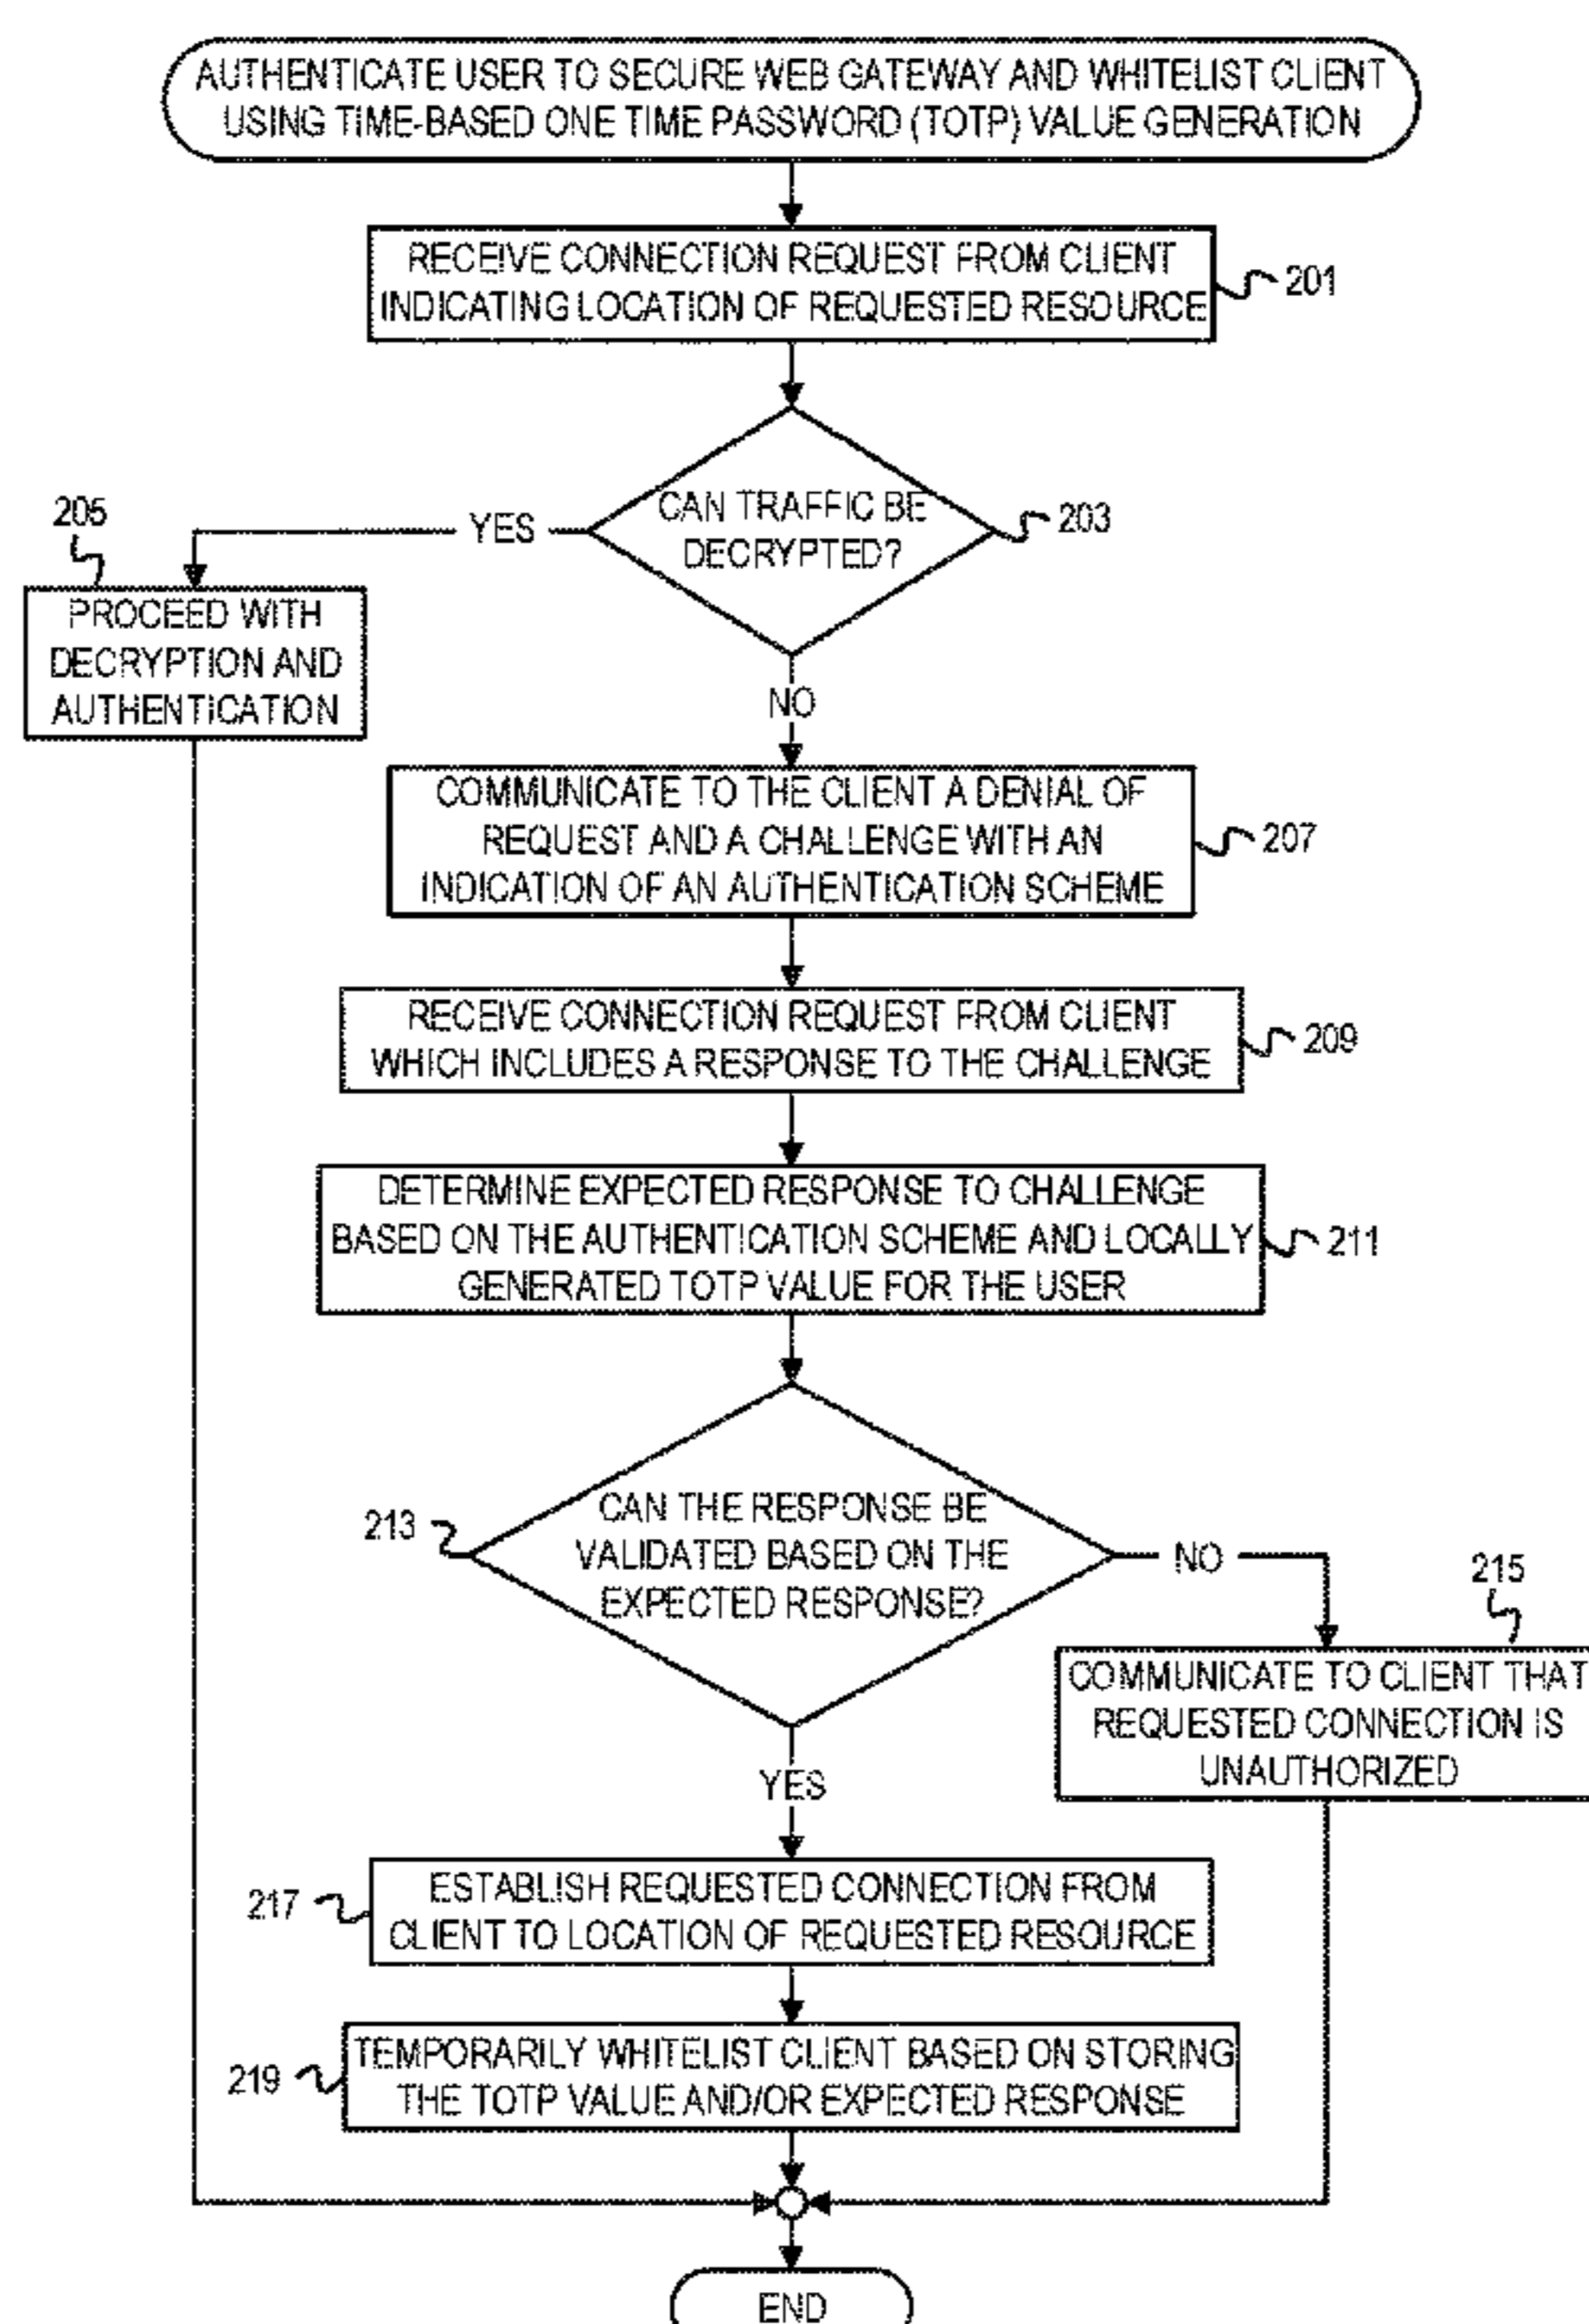 AUTHENTICATE USER TO SECURE WEB GATEWAY AND WHITELIST CLIENT
USING TIME-BASED ONE TIME PASSWORD (TOTP) VALUE GENERATION
RECEIVE CONNECTION REQUEST FROM CLIENT
INDICATING LOCATION OF REQUESTED RESOURCE
201
CAN TRAFFIC BE
DECRYPTED?
203
YES
205
PROCEED WITH
DECRYPTION AND
AUTHENTICATION
NO
COMMUNICATE TO THE CLIENT A DENIAL OF
REQUEST AND A CHALLENGE WITH AN
INDICATION OF AN AUTHENTICATION SCHEME
207
RECEIVE CONNECTION REQUEST FROM CLIENT
WHICH INCLUDES A RESPONSE TO THE CHALLENGE
209
DETERMINE EXPECTED RESPONSE TO CHALLENGE
BASED ON THE AUTHENTICATION SCHEME AND LOCALLY
GENERATED TOTP VALUE FOR THE USER
211
213
CAN THE RESPONSE BE
VALIDATED BASED ON THE
EXPECTED RESPONSE?
NO
215
COMMUNICATE TO CLIENT THAT
REQUESTED CONNECTION IS
UNAUTHORIZED
YES
217
ESTABLISH REQUESTED CONNECTION FROM
CLIENT TO LOCATION OF REQUESTED RESOURCE
219
TEMPORARILY WHITELIST CLIENT BASED ON STORING
THE TOTP VALUE AND/OR EXPECTED RESPONSE
END